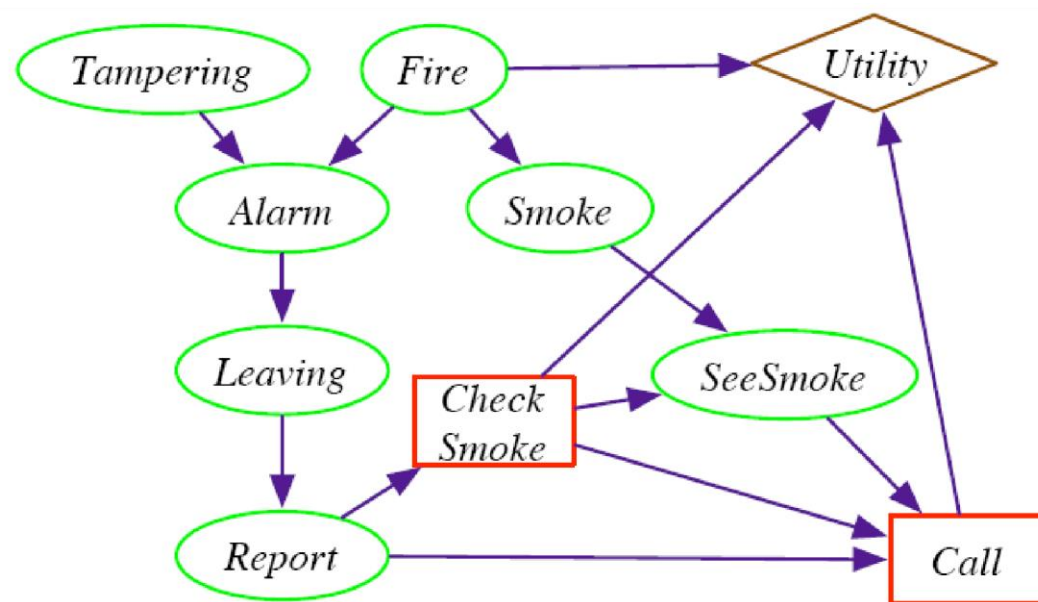 Tampering
Fire
Utility
Alarm
Smoke
Leaving
Check
Smoke
SeeSmoke
Report
Call